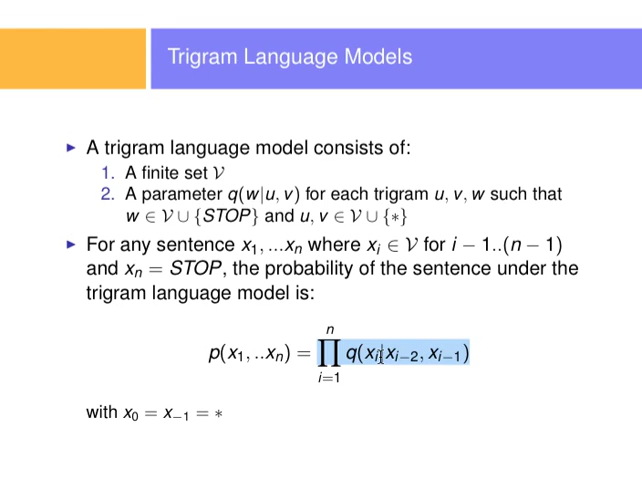 Trigram Language Models
▶ A trigram language model consists of:
1. A finite set 𝒱
2. A parameter q(w|u, v) for each trigram u, v, w such that
w ∈ 𝒱 ∪ {STOP} and u, v ∈ 𝒱 ∪ {*}
▶ For any sentence x₁, ...xₙ where xᵢ ∈ 𝒱 for i − 1..(n − 1)
and xₙ = STOP, the probability of the sentence under the
trigram language model is:
p(x₁, ..xₙ) = ∏ⁿᵢ₌₁ q(xᵢ|xᵢ₋₂, xᵢ₋₁)
with x₀ = x₋₁ = *